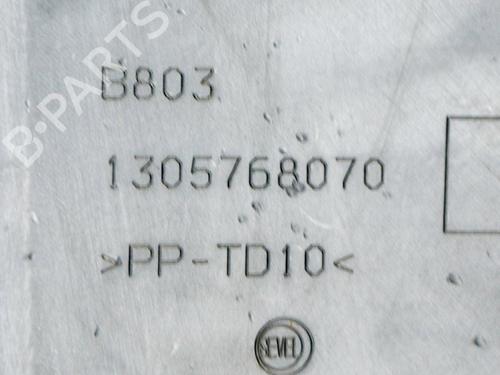 B·PARTS
B803
1305768070
>PP-TD10<
SEVEL